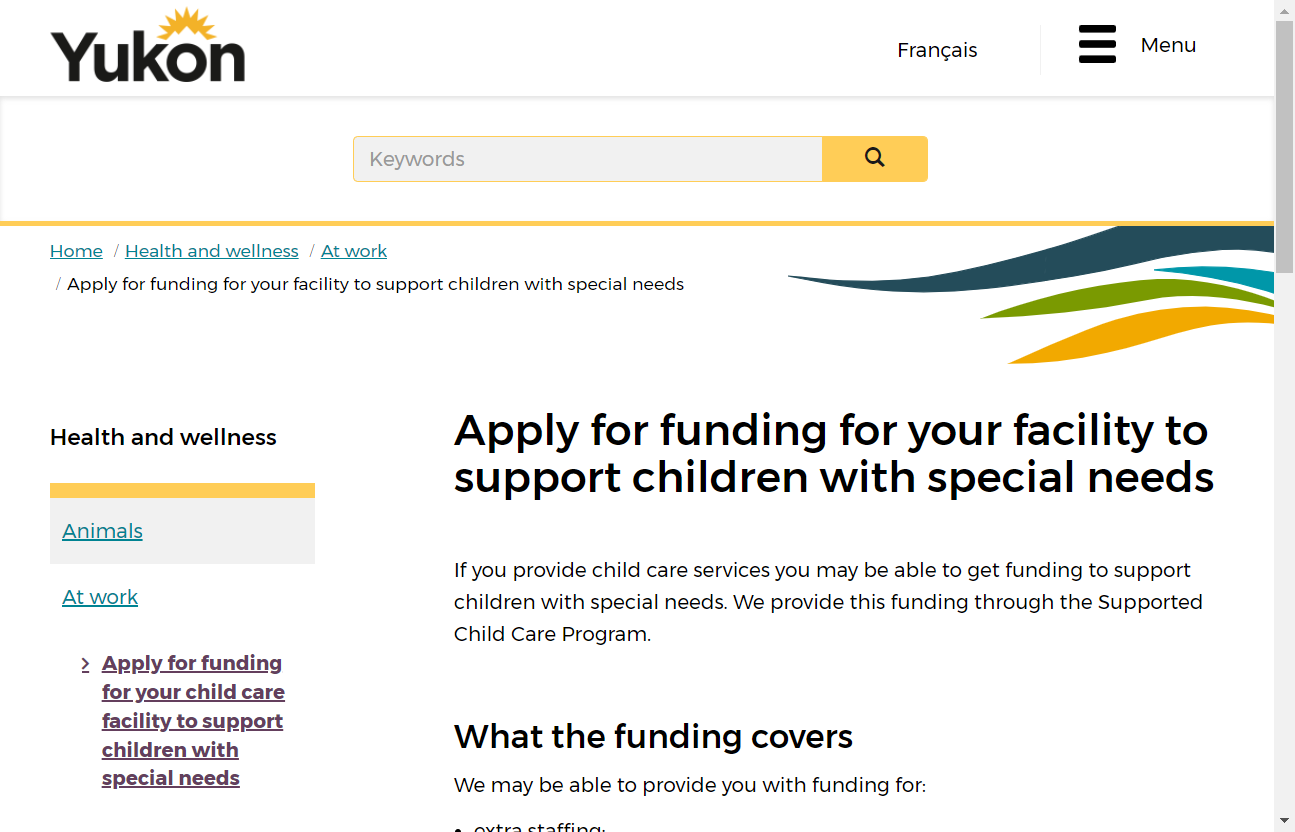 Yukon
Français
Menu
Keywords
Home / Health and wellness / At work
/ Apply for funding for your facility to support children with special needs
Health and wellness
Animals
At work
Apply for funding
for your child care
facility to support
children with
special needs
Apply for funding for your facility to
support children with special needs
If you provide child care services you may be able to get funding to support
children with special needs. We provide this funding through the Supported
Child Care Program.
What the funding covers
We may be able to provide you with funding for:
• extra staffing;